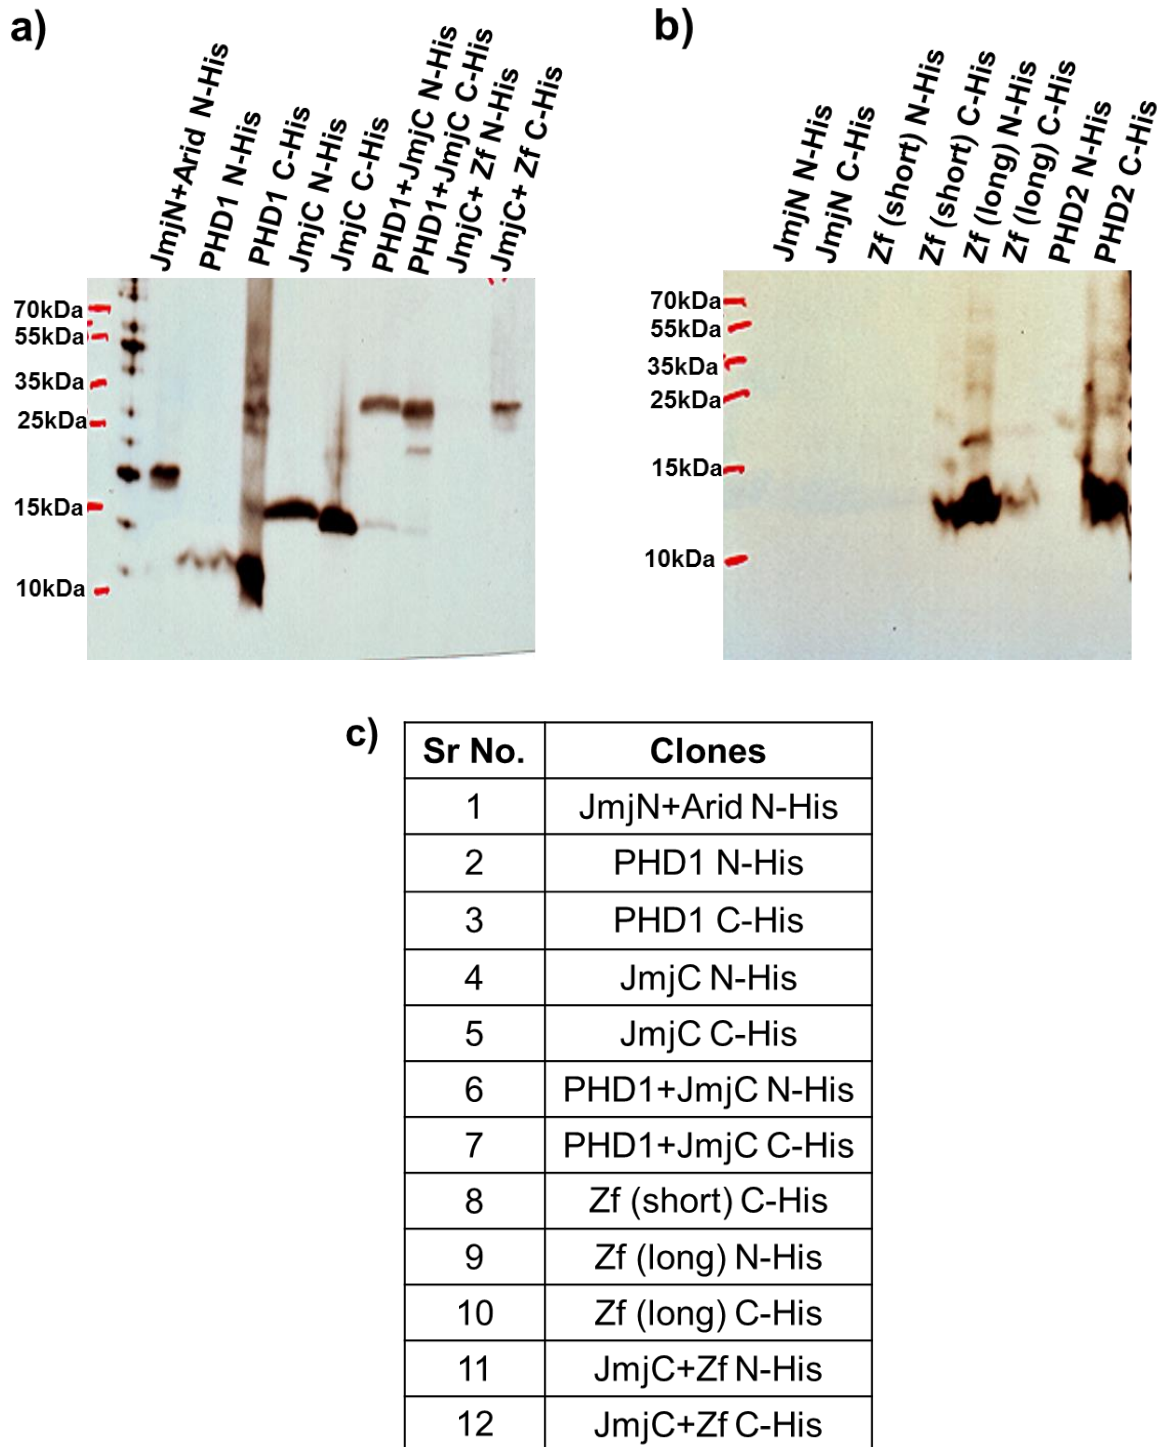 a)
JmjN+Arid N-His
PHD1 N-His
PHD1 C-His
JmjC N-His
JmjC C-His
PHD1+JmjC N-His
PHD1+JmjC C-His
JmjC+ Zf N-His
JmjC+ Zf C-His
70kDa
55kDa
35kDa
25kDa
15kDa
10kDa
b)
JmjN N-His
JmjN C-His
Zf (short) N-His
Zf (short) C-His
Zf (long) N-His
Zf (long) C-His
PHD2 N-His
PHD2 C-His
70kDa
55kDa
35kDa
25kDa
15kDa
10kDa
c)
Sr No. Clones
1 JmjN+Arid N-His
2 PHD1 N-His
3 PHD1 C-His
4 JmjC N-His
5 JmjC C-His
6 PHD1+JmjC N-His
7 PHD1+JmjC C-His
8 Zf (short) C-His
9 Zf (long) N-His
10 Zf (long) C-His
11 JmjC+Zf N-His
12 JmjC+Zf C-His